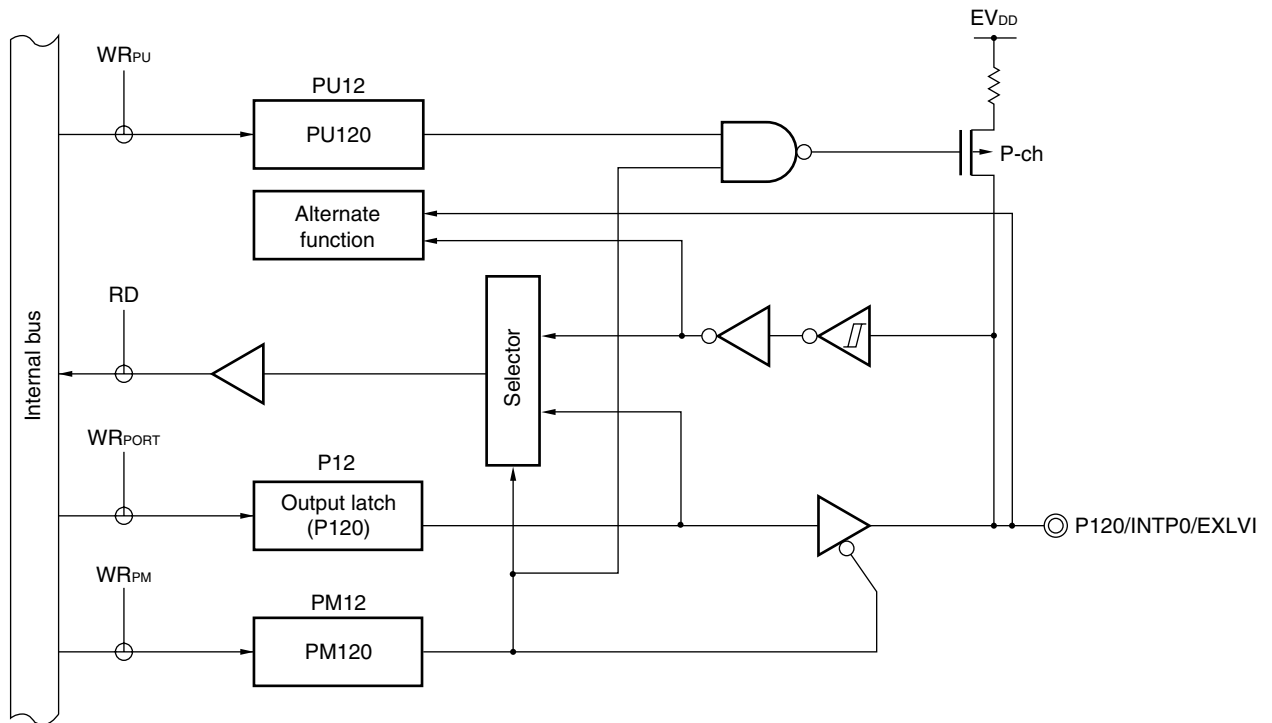 EVDD
WRPU
PU12
PU120
P-ch
Alternate
function
RD
Internal bus
Selector
WRPORT
P12
Output latch
(P120)
P120/INTP0/EXLVI
WRPM
PM12
PM120